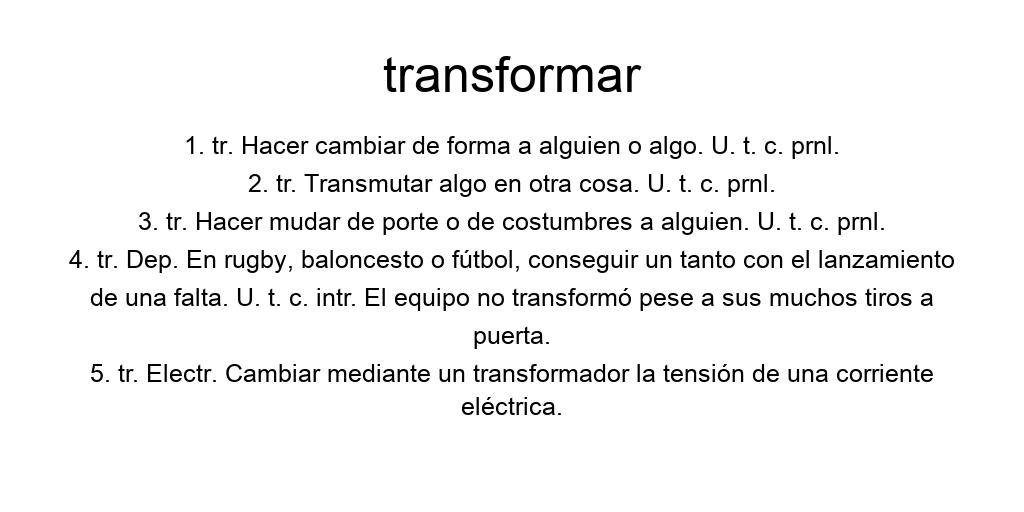 transformar
1. tr. Hacer cambiar de forma a alguien o algo. U. t. c. prnl.
2. tr. Transmutar algo en otra cosa. U. t. c. prnl.
3. tr. Hacer mudar de porte o de costumbres a alguien. U. t. c. prnl.
4. tr. Dep. En rugby, baloncesto o fútbol, conseguir un tanto con el lanzamiento
de una falta. U. t. c. intr. El equipo no transformó pese a sus muchos tiros a
puerta.
5. tr. Electr. Cambiar mediante un transformador la tensión de una corriente
eléctrica.